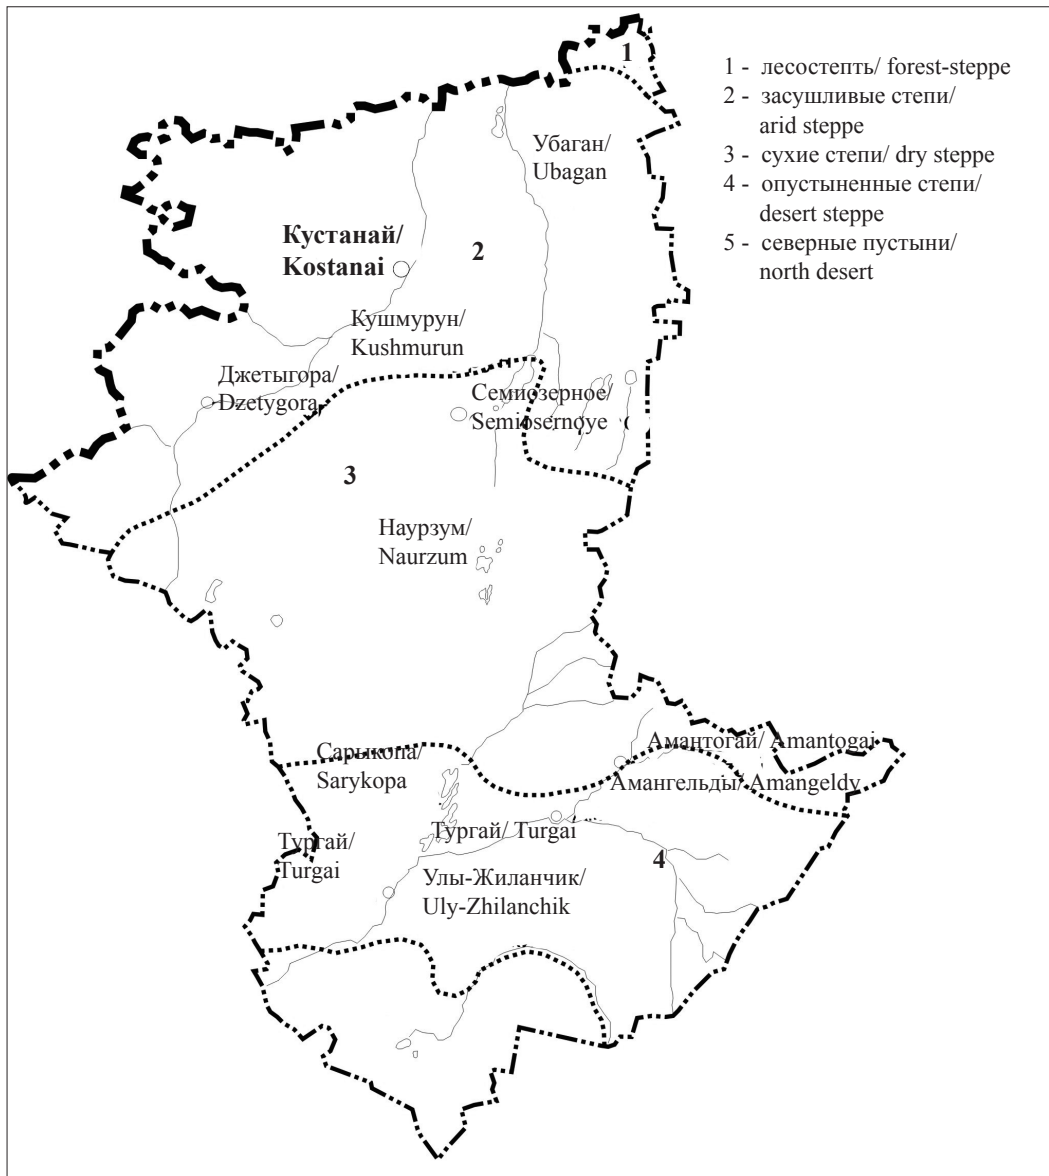 1
1 - лесостепть/ forest-steppe
2 - засушливые степи/
arid steppe
3 - сухие степи/ dry steppe
4 - опустыненные степи/
desert steppe
5 - северные пустыни/
north desert
Убаган/
Ubagan
Кустанай/
Kostanai
2
Кушмурун/
Kushmurun
Джетыгора/
Dzetygora
Семиозерное/
Semiosernoye
3
Наурзум/
Naurzum
Сарыкопа/
Sarykopa
Амантогай/ Amantogai
Амангельды/ Amangeldy
Тургай/
Turgai
Тургай/ Turgai
4
Улы-Жиланчик/
Uly-Zhilanchik